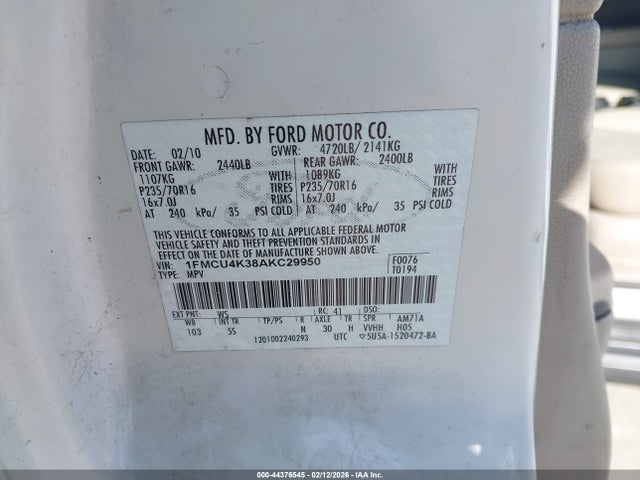 MFD. BY FORD MOTOR CO.
DATE: 02/10 GVWR: 4720LB/ 2141KG
FRONT GAWR: 2440LB REAR GAWR: 2400LB
1107KG WITH 1089KG WITH
P235/70R16 TIRES P235/70R16 TIRES
16x7.0J RIMS 16x7.0J RIMS
AT 240 kPa/ 35 PSI COLD AT 240 kPa/ 35 PSI COLD
THIS VEHICLE CONFORMS TO ALL APPLICABLE FEDERAL MOTOR
VEHICLE SAFETY AND THEFT PREVENTION STANDARDS IN
EFFECT ON THE DATE OF MANUFACTURE SHOWN ABOVE.
VIN: 1FMCU4K38AKC29950 F0076
TYPE: MPV T0194
EXT PNT: WS RC: 41 DSO:
WB INT TR TP/PS R AXLE TR SPR AM71A
103 55 N 30 H VVHH H05
1201002240293 UTC 5U5A-1520472-BA
Ford
000-44376545 - 02/12/2026 - IAA Inc.